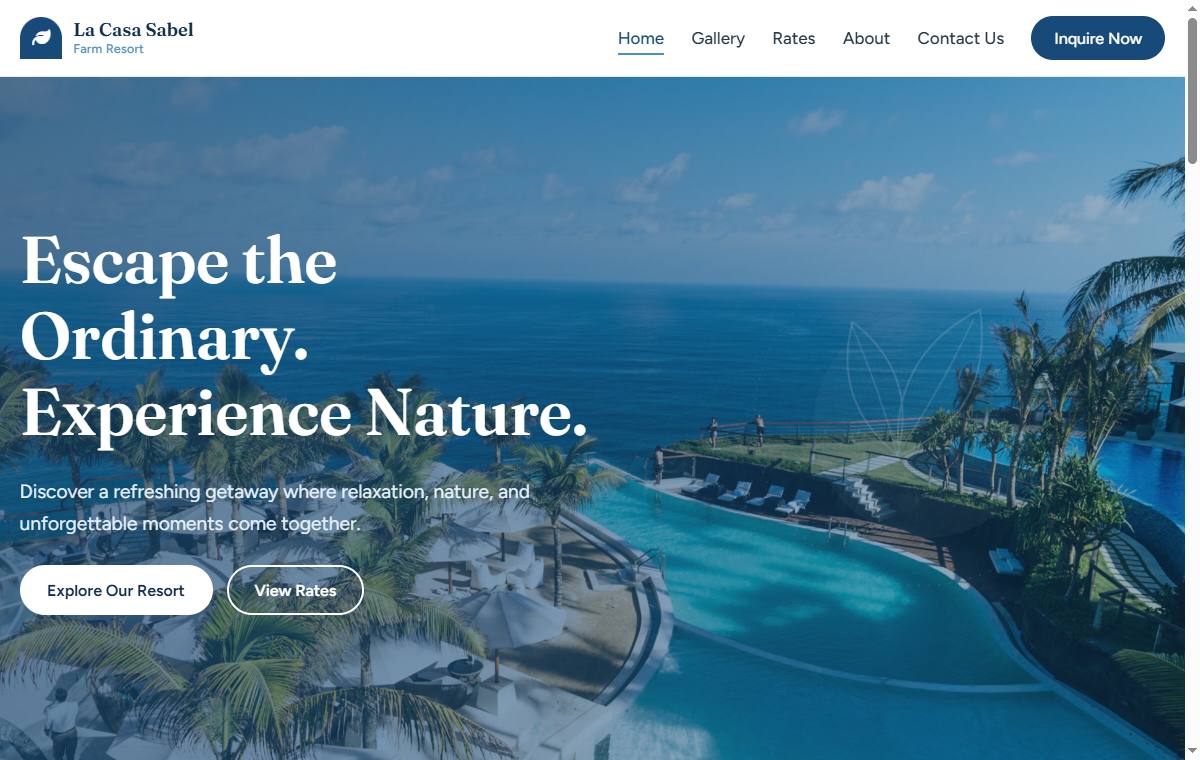 La Casa Sabel
Farm Resort
Home
Gallery
Rates
About
Contact Us
Inquire Now
Escape the
Ordinary.
Experience Nature.
Discover a refreshing getaway where relaxation, nature, and
unforgettable moments come together.
Explore Our Resort
View Rates